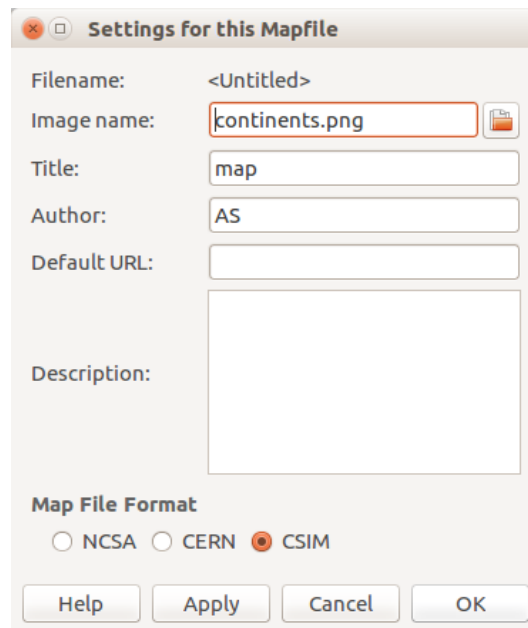 Settings for this Mapfile
Filename: <Untitled>
Image name: continents.png
Title: map
Author: AS
Default URL:
Description:
Map File Format
NCSA CERN CSIM
Help Apply Cancel OK